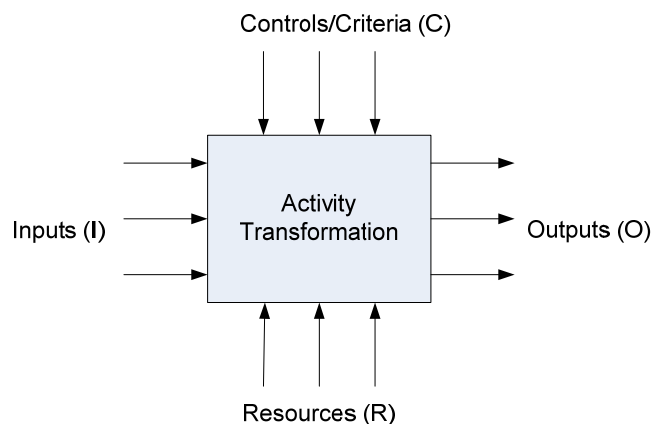 Controls/Criteria (C)
Activity
Transformation
Inputs (I)
Outputs (O)
Resources (R)